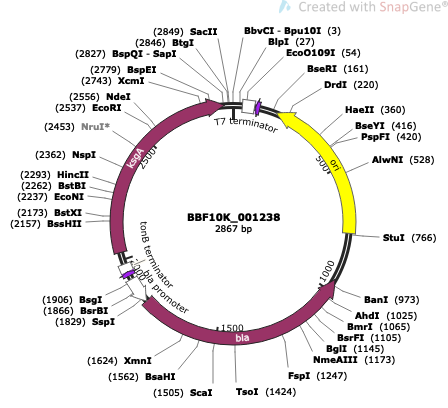 Created with SnapGene®
(2849) SacII
(2846) BtgI
(2827) BspQI - SapI
(2779) BspEI
(2743) XcmI
(2556) NdeI
(2537) EcoRI
(2453) NruI*
(2362) NspI
(2293) HincII
(2262) BstBI
(2237) EcoNI
(2173) BstXI
(2157) BssHII
(1906) BsgI
(1866) BsrBI
(1829) SspI
(1624) XmnI
(1562) BsaHI
(1505) ScaI
TsoI (1424)
FspI (1247)
NmeAIII (1173)
BglI (1145)
BsrFI (1105)
BmrI (1065)
AhdI (1025)
BanI (973)
StuI (766)
AlwNI (528)
PspFI (420)
BseYI (416)
HaeII (360)
DrdI (220)
BseRI (161)
EcoO109I (54)
BlpI (27)
BbvCI - Bpu10I (3)
T7 terminator
ori
500
1000
1500
bla
bla promoter
tonB terminator
ksgA
2500
BBF10K_001238
2867 bp